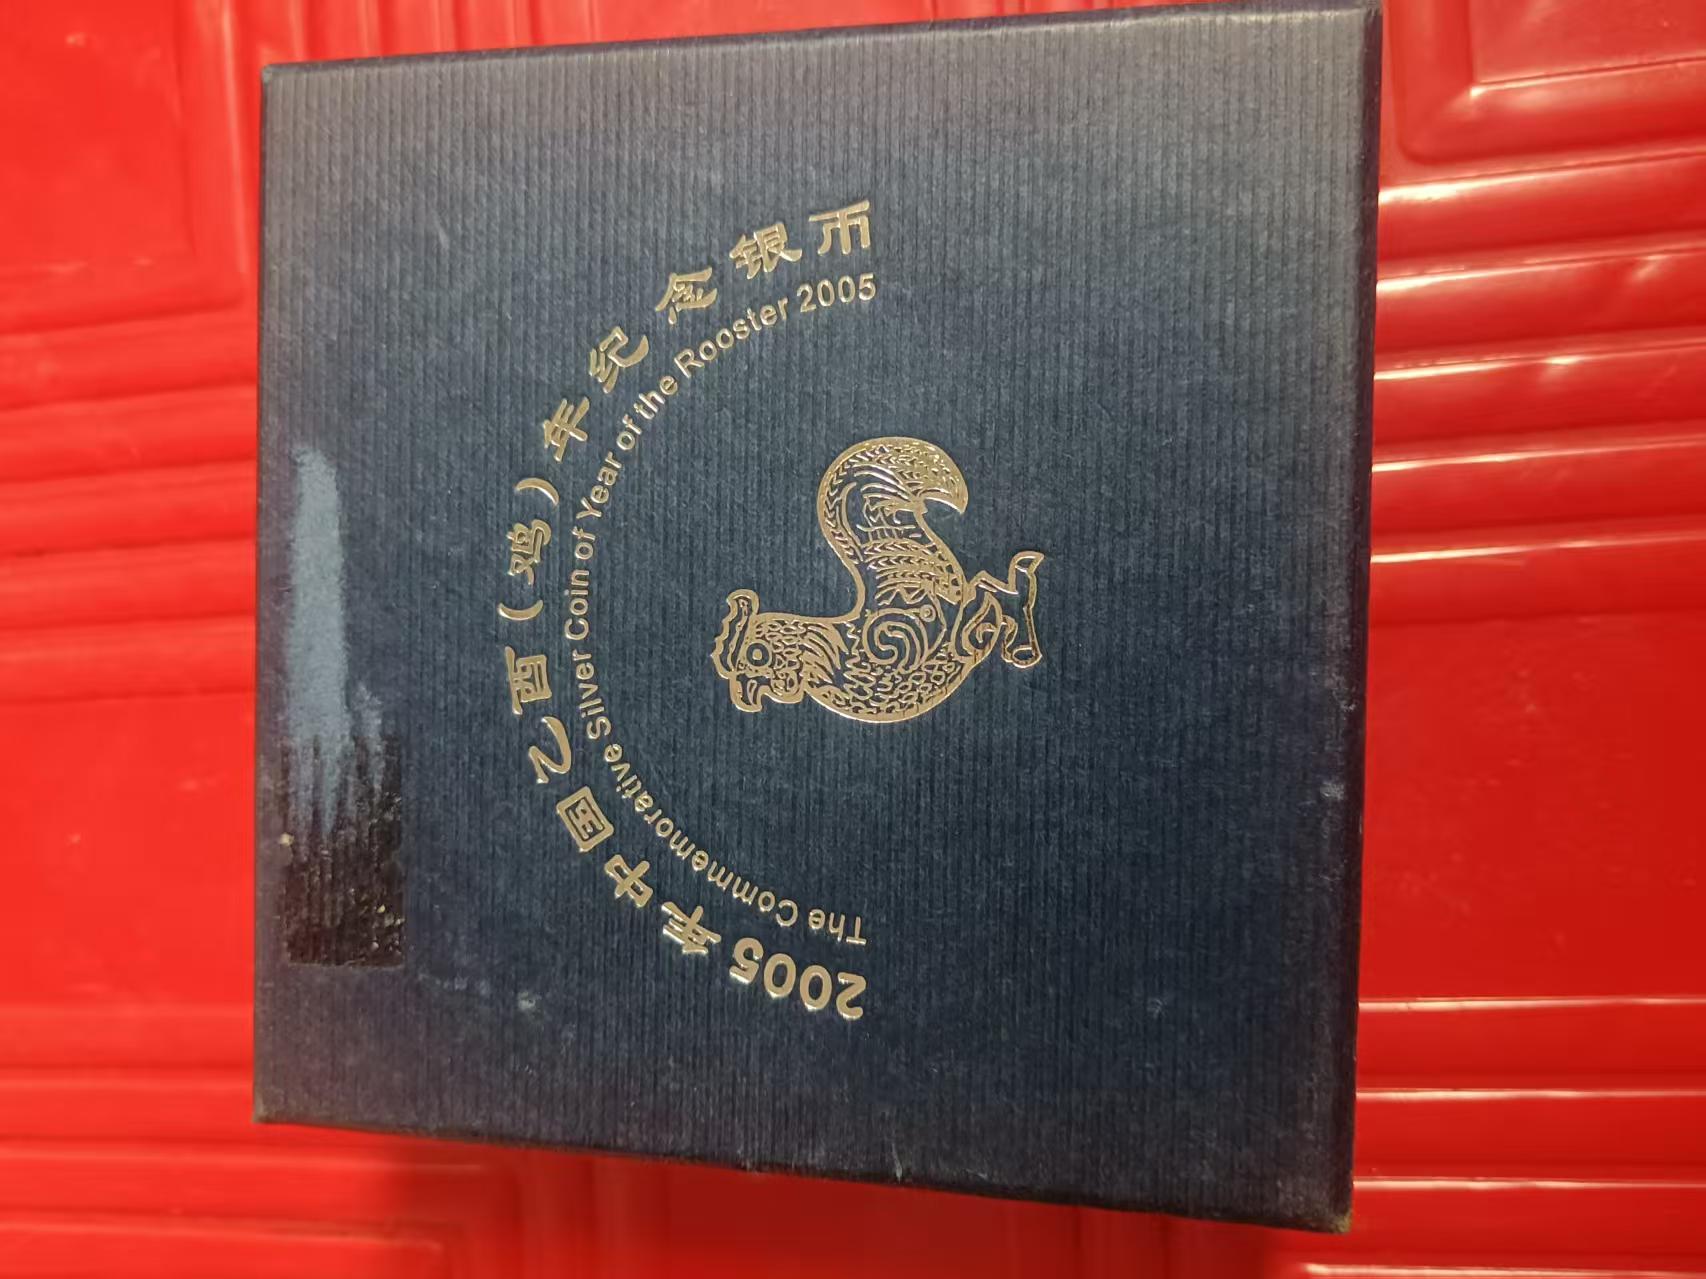 2005年中国乙酉（鸡）年纪念银币
The Commemorative Silver Coin of Year of the Rooster 2005